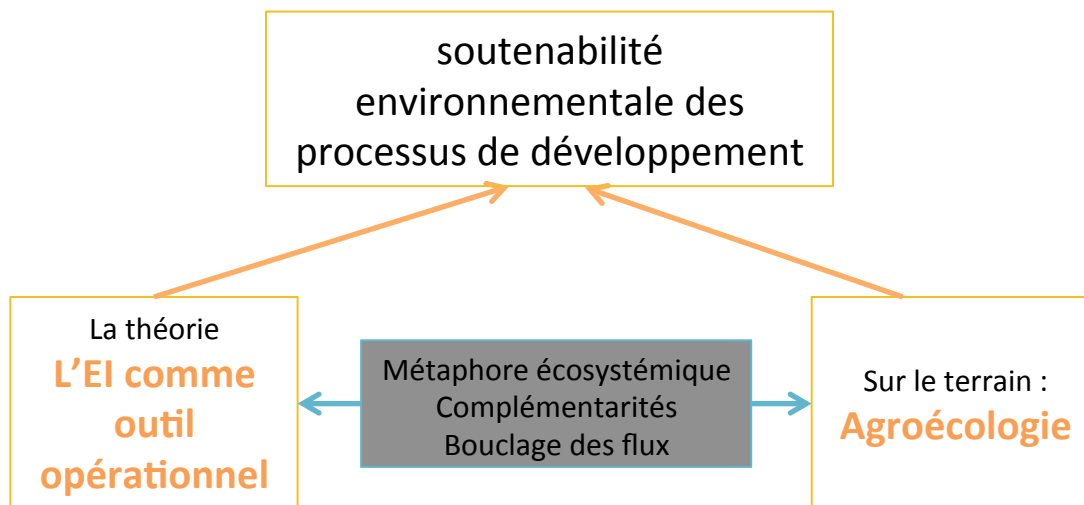 soutenabilité
environnementale des
processus de développement
La théorie
L’EI comme
outil
opérationnel
Métaphore écosystémique
Complémentarités
Bouclage des flux
Sur le terrain :
Agroécologie